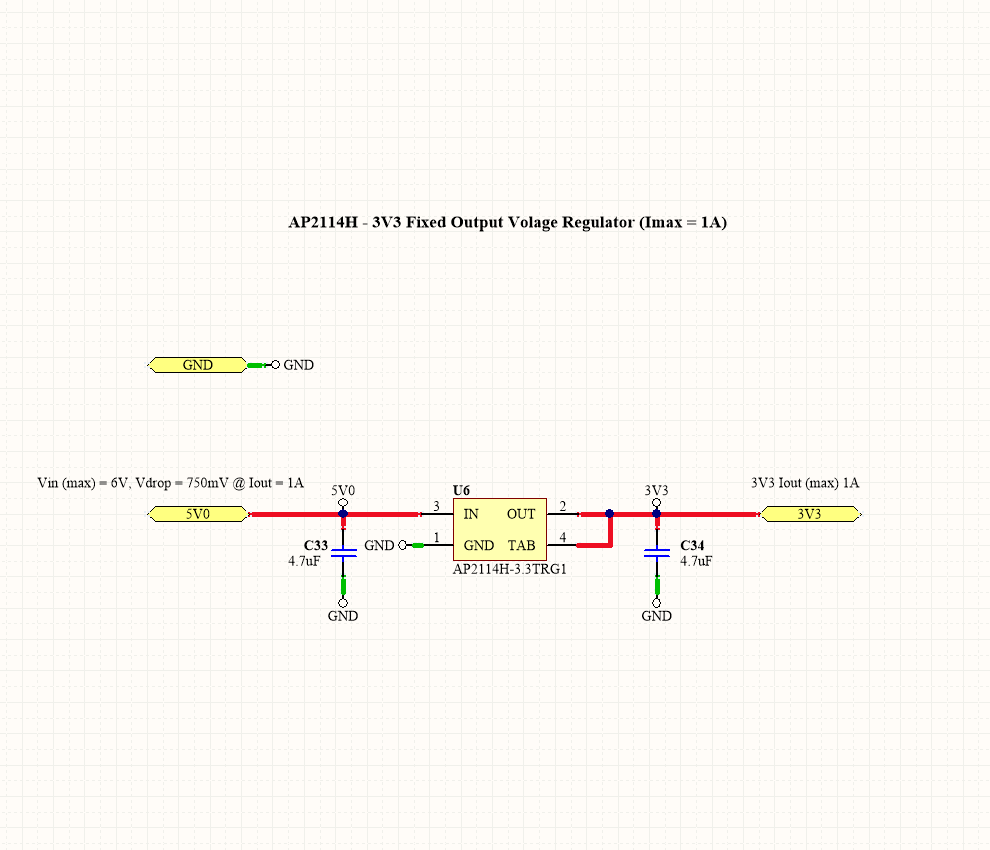 AP2114H - 3V3 Fixed Output Volage Regulator (Imax = 1A)
GND GND
Vin (max) = 6V, Vdrop = 750mV @ Iout = 1A
5V0
5V0
U6
3 IN OUT 2
1 GND TAB 4
AP2114H-3.3TRG1
GND
C33
4.7uF
GND
3V3
3V3 Iout (max) 1A
3V3
C34
4.7uF
GND